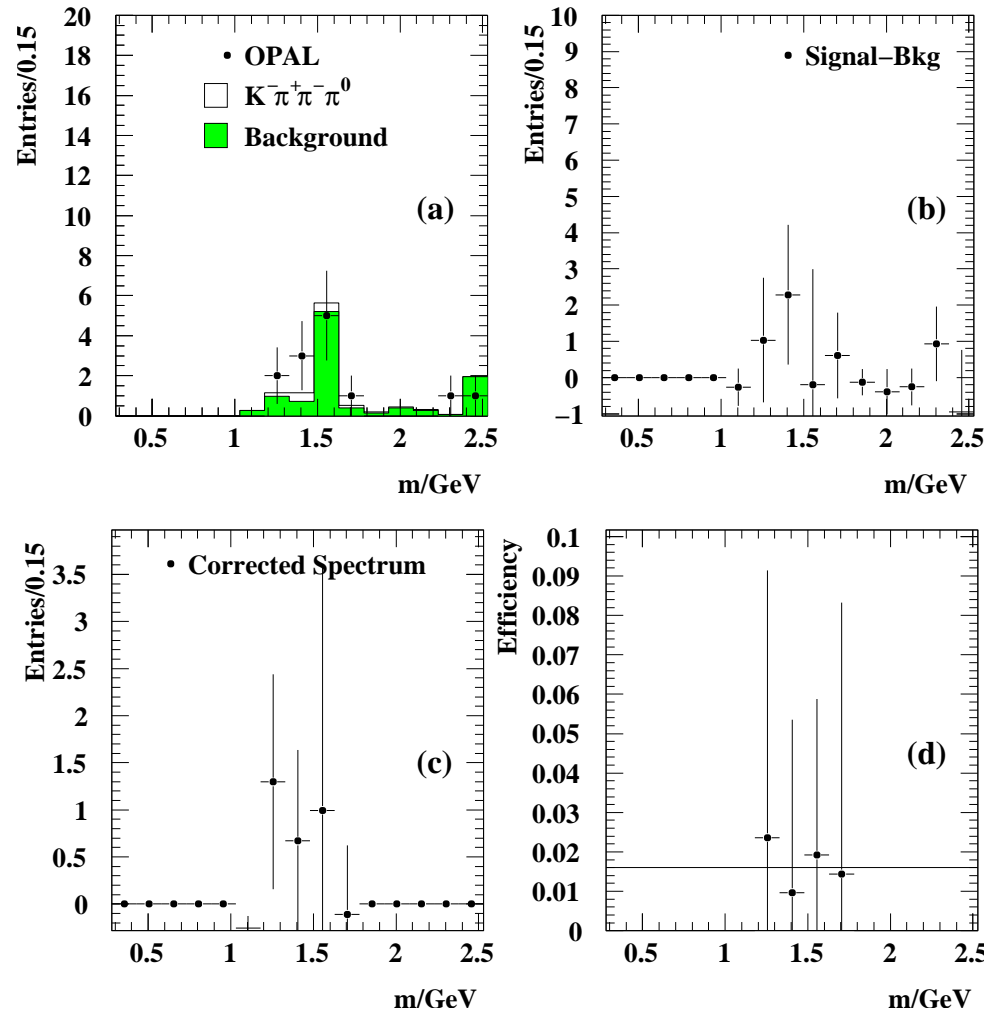 Entries/0.15
20
18
16
14
12
10
8
6
4
2
0
OPAL
K⁻π⁺π⁻π⁰
Background
(a)
0.5 1 1.5 2 2.5
m/GeV
Entries/0.15
10
9
8
7
6
5
4
3
2
1
0
−1
Signal−Bkg
(b)
0.5 1 1.5 2 2.5
m/GeV
Entries/0.15
3.5
3
2.5
2
1.5
1
0.5
0
Corrected Spectrum
(c)
0.5 1 1.5 2 2.5
m/GeV
Efficiency
0.1
0.09
0.08
0.07
0.06
0.05
0.04
0.03
0.02
0.01
0
(d)
0.5 1 1.5 2 2.5
m/GeV